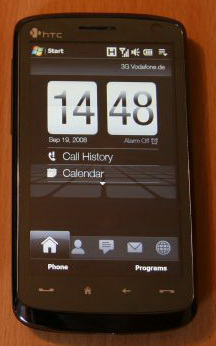 hTC
Start H
3G Vodafone.de
14 48
Sep 19, 2008 Alarm Off
Call History
Calendar
Phone Programs